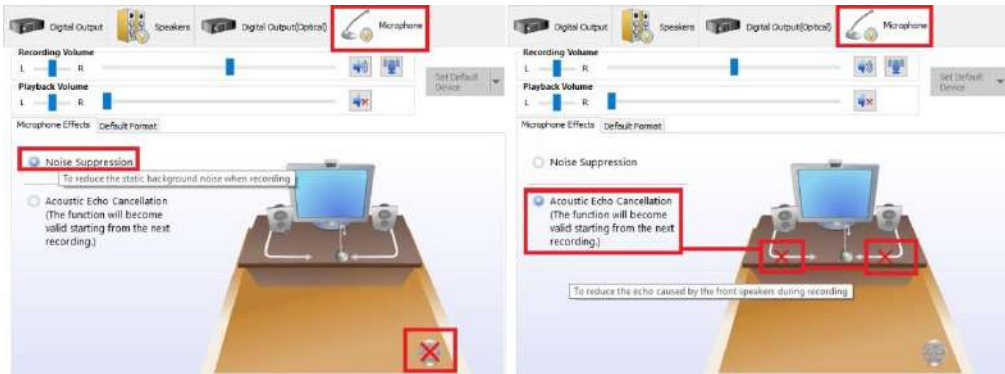 Digital Output
Speakers
Digital Output(Optical)
Microphone
Recording Volume
L
R
Set Default
Device
Playback Volume
L
R
Microphone Effects
Default Format
Noise Suppression
To reduce the static background noise when recording
Acoustic Echo Cancellation
(The function will become
valid starting from the next
recording.)
Digital Output
Speakers
Digital Output(Optical)
Microphone
Recording Volume
L
R
Set Default
Device
Playback Volume
L
R
Microphone Effects
Default Format
Noise Suppression
Acoustic Echo Cancellation
(The function will become
valid starting from the next
recording.)
To reduce the echo caused by the front speakers during recording